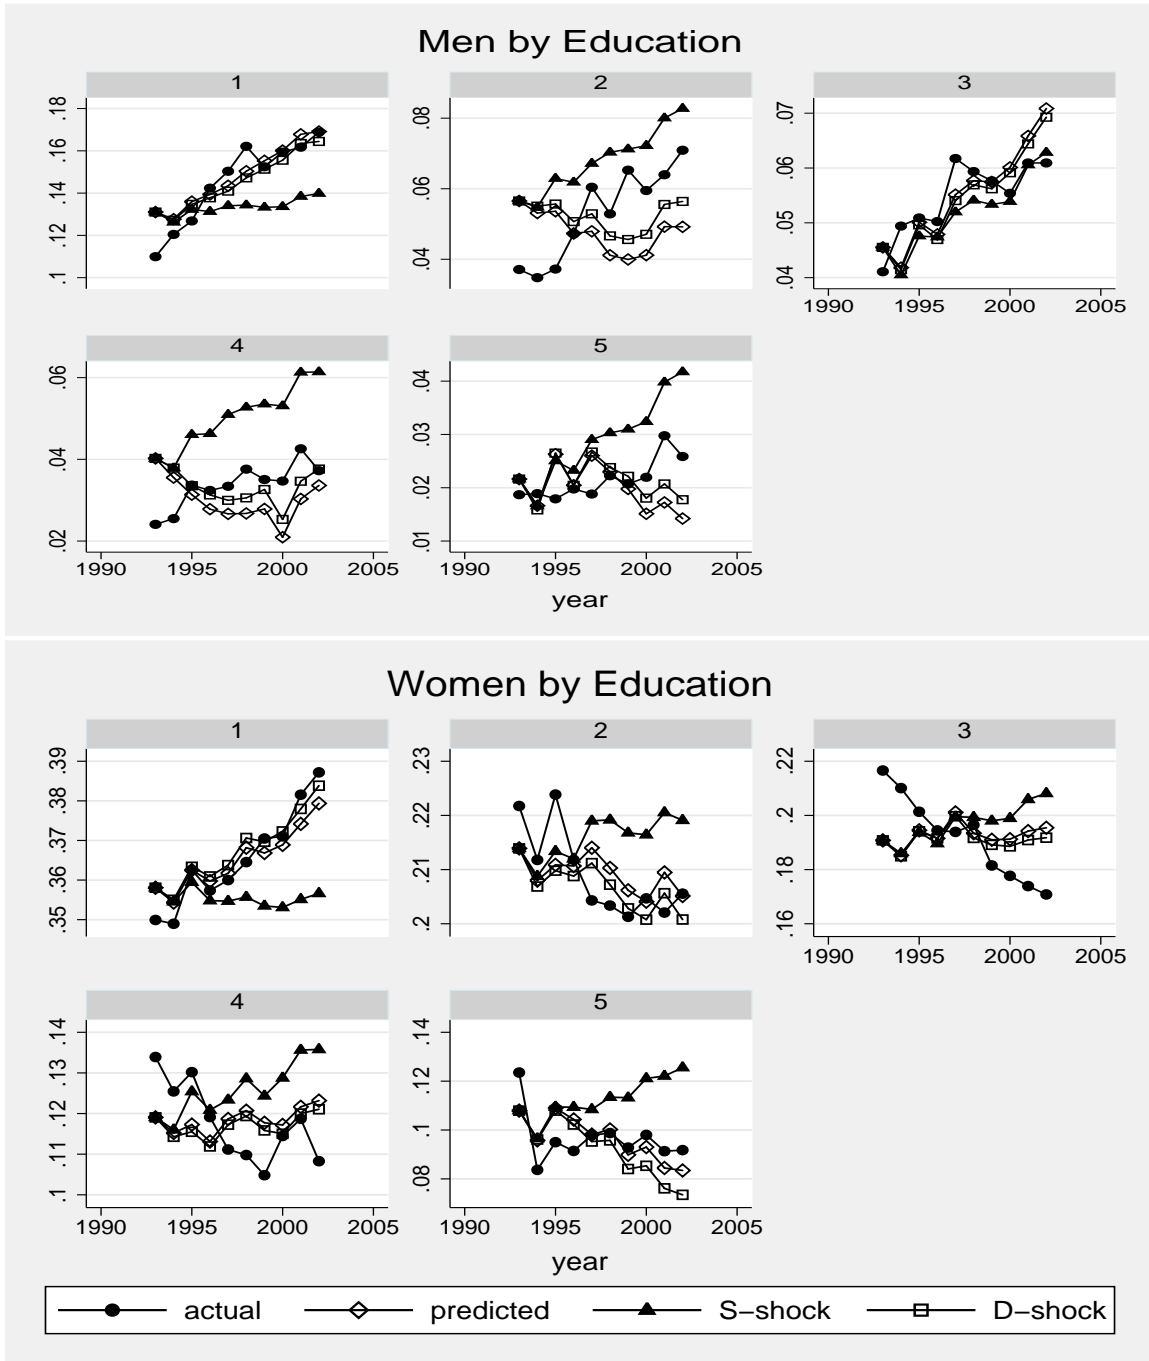 Men by Education
1 2 3
.1 .12 .14 .16 .18
.04 .06 .08
.04 .05 .06 .07
1990 1995 2000 2005
4 5
.02 .04 .06
.01 .02 .03 .04
1990 1995 2000 2005 1990 1995 2000 2005
year
Women by Education
1 2 3
.35 .36 .37 .38 .39
.2 .21 .22 .23
.16 .18 .2 .22
1990 1995 2000 2005
4 5
.1 .11 .12 .13 .14
.08 .1 .12 .14
1990 1995 2000 2005 1990 1995 2000 2005
year
actual predicted S−shock D−shock